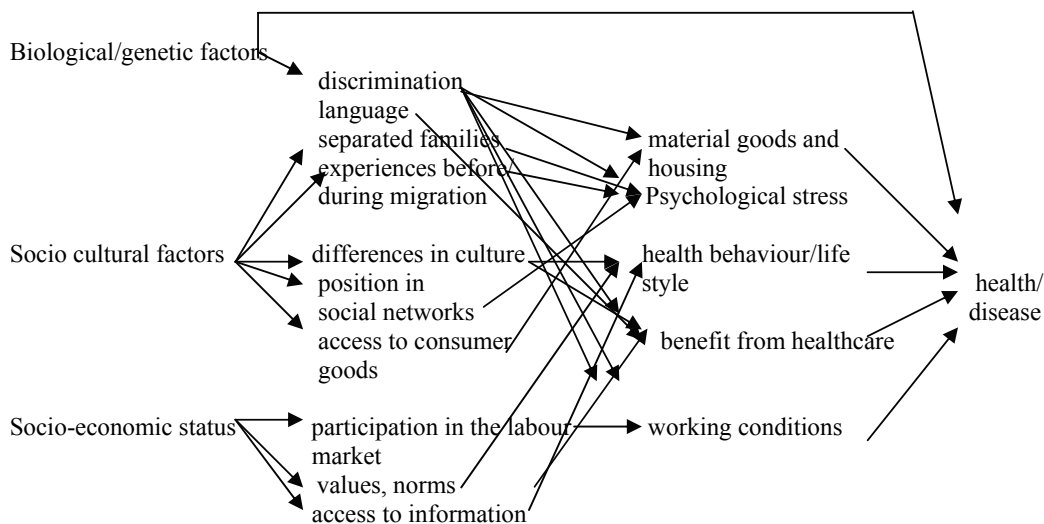 Biological/genetic factors
discrimination
language
separated families
experiences before/
during migration
material goods and
housing
Psychological stress
Socio cultural factors
differences in culture
position in
social networks
access to consumer
goods
health behaviour/life
style
benefit from healthcare
health/
disease
Socio-economic status
participation in the labour
market
values, norms
access to information
working conditions